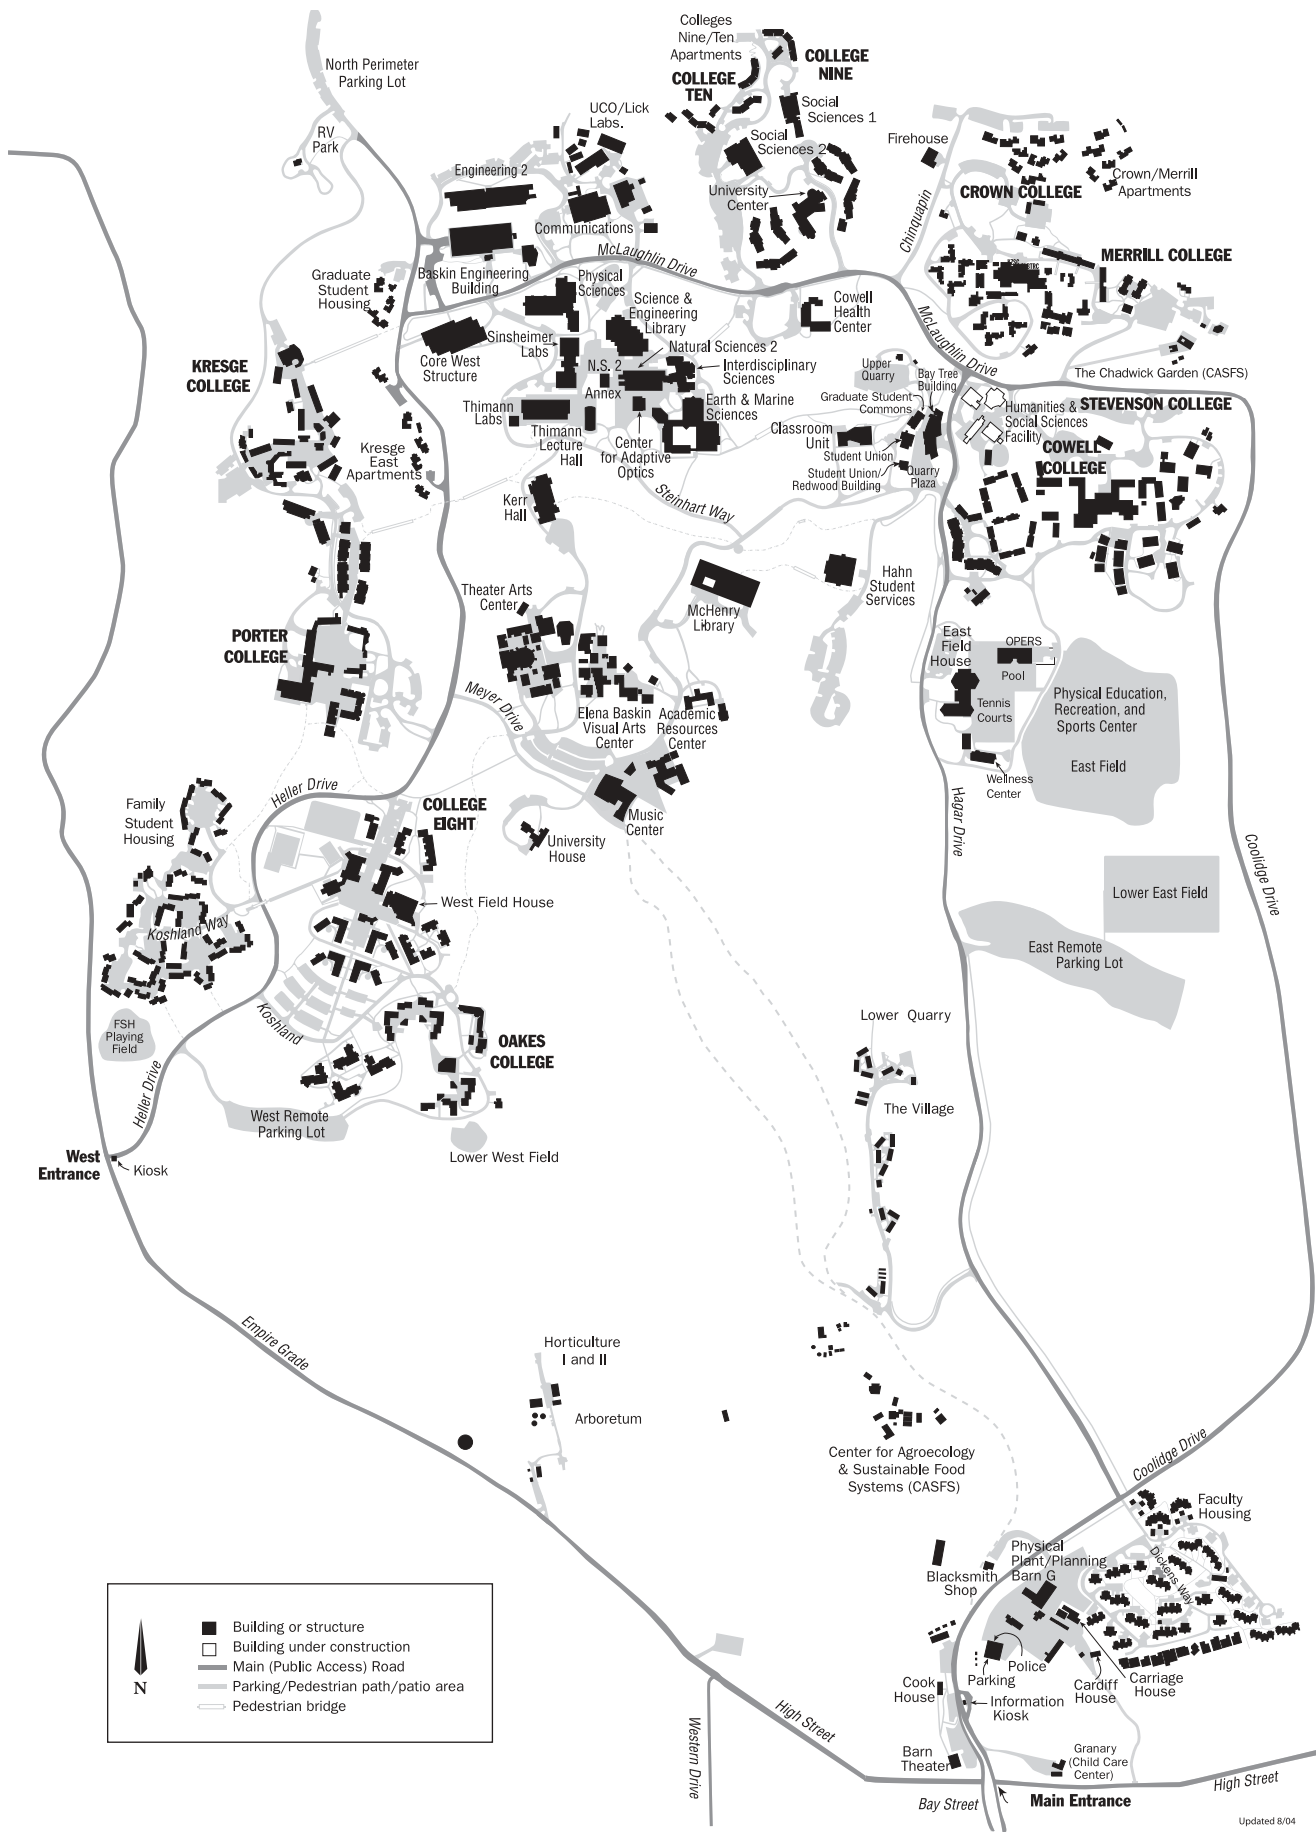 Colleges
Nine/Ten
Apartments
COLLEGE
NINE
COLLEGE
TEN
North Perimeter
Parking Lot
Social
Sciences 1
UCO/Lick
Labs.
RV
Park
Social
Sciences 2
Firehouse
Engineering 2
Crown/Merrill
Apartments
CROWN COLLEGE
University
Center
Chinquapin
Communications
McLaughlin Drive
MERRILL COLLEGE
Graduate
Student
Housing
Baskin Engineering
Building
Physical
Sciences
Science &
Engineering
Library
Cowell
Health
Center
McLaughlin Drive
Sinsheimer
Labs
Core West
Structure
Natural Sciences 2
N.S. 2
Annex
Interdisciplinary
Sciences
Upper
Quarry
Bay Tree
Building
KRESGE
COLLEGE
The Chadwick Garden (CASFS)
Graduate Student
Commons
Earth & Marine
Sciences
Thimann
Labs
Thimann
Lecture
Hall
Center
for Adaptive
Optics
Classroom
Unit
Student Union
Student Union/
Redwood Building
Quarry
Plaza
Humanities &
Social Sciences
Facility
STEVENSON COLLEGE
COWELL
COLLEGE
Kresge
East
Apartments
Kerr
Hall
Steinhart Way
Hahn
Student
Services
Theater Arts
Center
McHenry
Library
PORTER
COLLEGE
East
Field
House
OPERS
Pool
Tennis
Courts
Physical Education,
Recreation, and
Sports Center
Meyer Drive
Elena Baskin
Visual Arts
Center
Academic
Resources
Center
East Field
Wellness
Center
Heller Drive
Family
Student
Housing
COLLEGE
EIGHT
University
House
Music
Center
Hagar Drive
Coolidge Drive
West Field House
Koshland Way
Lower East Field
East Remote
Parking Lot
Koshland
FSH
Playing
Field
Lower Quarry
OAKES
COLLEGE
Heller Drive
The Village
West Remote
Parking Lot
West
Entrance
Kiosk
Lower West Field
Empire Grade
Horticulture
I and II
Arboretum
Center for Agroecology
& Sustainable Food
Systems (CASFS)
Coolidge Drive
Faculty
Housing
Physical
Plant/Planning
Barn G
Dickens Way
Blacksmith
Shop
Police
Parking
Cardiff
House
Carriage
House
Cook
House
Information
Kiosk
High Street
Western Drive
Barn
Theater
Granary
(Child Care
Center)
High Street
Bay Street
Main Entrance
N
Building or structure
Building under construction
Main (Public Access) Road
Parking/Pedestrian path/patio area
Pedestrian bridge
Updated 8/04